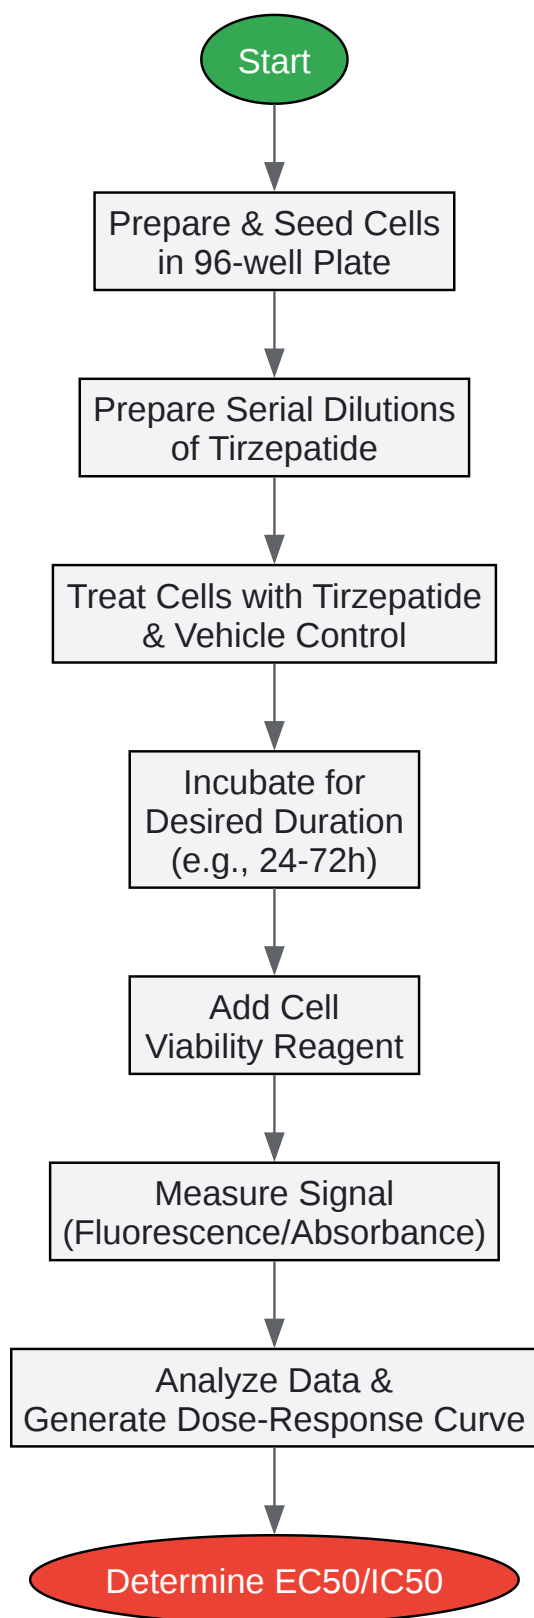 Start
Prepare & Seed Cells
in 96-well Plate
Prepare Serial Dilutions
of Tirzepatide
Treat Cells with Tirzepatide
& Vehicle Control
Incubate for
Desired Duration
(e.g., 24-72h)
Add Cell
Viability Reagent
Measure Signal
(Fluorescence/Absorbance)
Analyze Data &
Generate Dose-Response Curve
Determine EC50/IC50